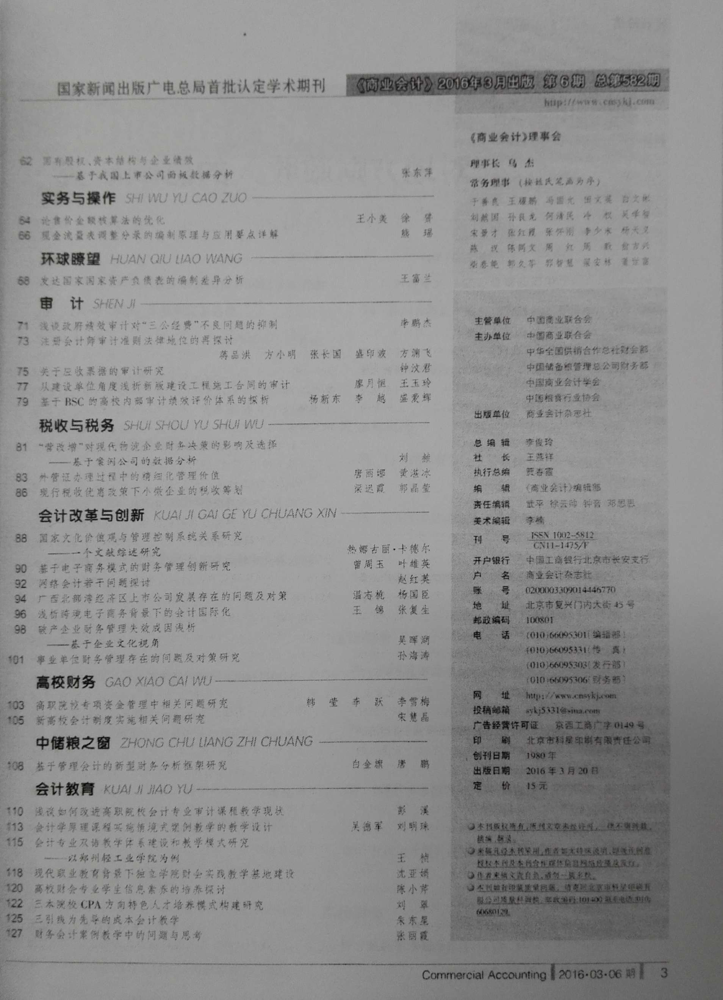 国家新闻出版广电总局首批认定学术期刊
《商业会计》2016年3月出版 第6期 总第582期
http://www.cnsykj.com
62 国有股权、资本结构与企业绩效
——基于我国上市公司面板数据分析 张东萍
实务与操作 SHI WU YU CAO ZUO
64 论售价金额核算法的优化 王小美 徐
66 现金流量表调整分录的编制原理与应用要点详解 熊 瑶
环球瞭望 HUAN QIU LIAO WANG
68 发达国家国家资产负债表的编制差异分析 王富兰
审 计 SHEN JI
71 浅谈政府绩效审计对“三公经费”不良问题的抑制 李鹏杰
73 注册会计师审计准则法律地位的再探讨
蒋品洪 方小明 张长国 盛印波 方渊飞
75 关于应收票据的审计研究 钟汶君
77 从建设单位角度浅析新版建设工程施工合同的审计 廖月恒 王玉玲
79 基于BSC的高校内部审计绩效评价体系的探析 杨新东 李 越 盛爱辉
税收与税务 SHUI SHOU YU SHUI WU
81 “营改增”对现代物流企业财务决策的影响及选择
——基于案例公司的数据分析 刘
83 外管证办理过程中的精细化管理价值 唐丽娜 黄湛冰
86 现行税收优惠政策下小微企业的税收筹划 梁迟霞 郭晶莹
会计改革与创新 KUAI JI GAI GE YU CHUANG XIN
88 国家文化价值观与管理控制系统关系研究
——一个文献综述研究 热娜古丽·卡德尔
90 基于电子商务模式的财务管理创新研究 曾周玉 叶雄英
92 网络会计若干问题探讨 赵红英
94 广西北部湾经济区上市公司发展存在的问题及对策 温志桃 杨国臣
96 浅析跨境电子商务背景下的会计国际化 王 锦 张复生
98 破产企业财务管理失效成因浅析
——基于企业文化视角 吴晖湖
101 事业单位财务管理存在的问题及对策研究 孙海涛
高校财务 GAO XIAO CAI WU
103 高职院校专项资金管理中相关问题研究 韩 莹 李 跃 李雪梅
105 新高校会计制度实施相关问题研究 宋慧晶
中储粮之窗 ZHONG CHU LIANG ZHI CHUANG
108 基于管理会计的新型财务分析框架研究 白金旗 唐 鹏
会计教育 KUAI JI JIAO YU
110 浅谈如何改进高职院校会计专业审计课程教学现状 彭 溪
113 会计学原理课程实施情境式案例教学的教学设计 吴德军 刘明珠
115 会计专业双语教学体系建设和教学模式研究
——以郑州轻工业学院为例 王 桢
118 现代职业教育背景下独立学院财会实践教学基地建设 沈亚娟
120 高校财会专业学生信息素养的培养探讨 陈小芹
122 三本院校CPA方向特色人才培养模式构建研究 刘 翠
125 三引线为先导的成本会计教学 朱东星
127 财务会计案例教学中的问题与思考 张丽霞
《商业会计》理事会
理事长 乌 杰
常务理事 (按姓氏笔画为序)
于善良 王耀鹏 冯国光 田文英 台文彬
刘献国 孙良龙 何清民 冷 权 吴学智
宋景才 张红霞 张怀刚 李少永 杨天义
陈 议 陈炳文 周 红 周 毅 俞吉兴
柴春艳 郭久苓 郭智慧 梁安林 董世富
主管单位 中国商业联合会
主办单位 中国商业联合会
中华全国供销合作总社财会部
中国储备粮管理总公司财务部
中国商业会计学会
中国粮食行业协会
出版单位 商业会计杂志社
总编辑 李俊玲
社 长 王燕祥
执行总编 贾春霞
编 辑 《商业会计》编辑部
责任编辑 武平 徐云帅 钟音 邓思思
美术编辑 李楠
刊 号 ISSN 1002-5812
CN11-1475/F
开户银行 中国工商银行北京市长安支行
户 名 商业会计杂志社
账 号 0200003309014446770
地 址 北京市复兴门内大街45号
邮政编码 100801
电 话 (010)66095301(编辑部)
(010)66095331(传 真)
(010)66095303(发行部)
(010)66095306(财务部)
网 址 http://www.cnsykj.com
投稿邮箱 sykj5331@sina.com
广告经营许可证 京西工商广字0149号
印 刷 北京市科星印刷有限责任公司
创刊日期 1980年
出版日期 2016年3月20日
定 价 15元
●本刊版权所有,所刊文章未经许可,一律不得转载、
摘编、翻录。
●来稿凡经本刊采用,作者如无特殊说明,即视作同意
授权本刊及本刊合作媒体信息网络传播及发行。
●作者来稿文责自负,请勿一稿多投。
●本刊如有印装质量问题,请寄回北京市科星印刷有
限公司质量科调换,邮政编码:101400 联系电话:010-
60680129。
Commercial Accounting 2016·03·06期 3